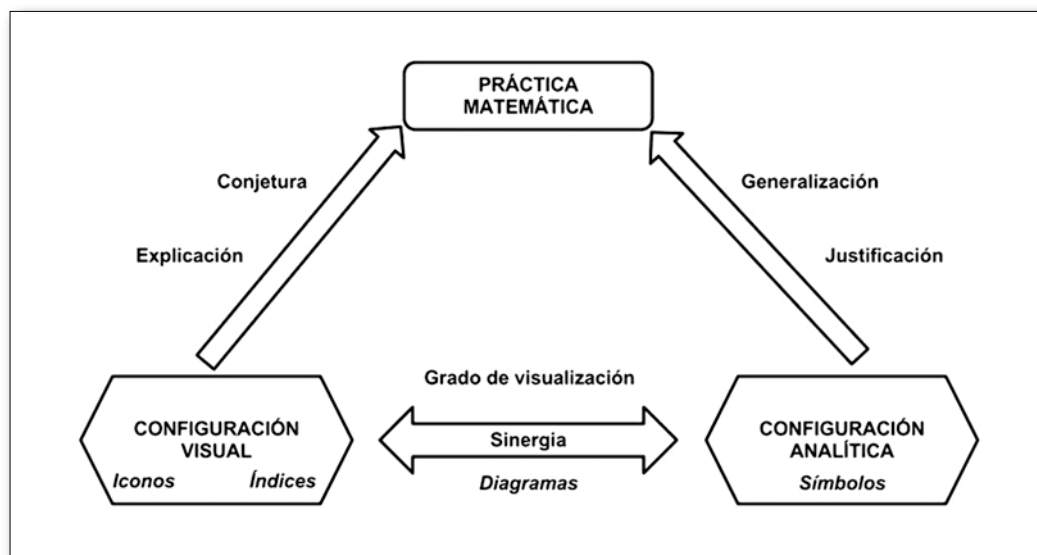 PRÁCTICA
MATEMÁTICA
Conjetura
Generalización
Explicación
Justificación
Grado de visualización
CONFIGURACIÓN
VISUAL
Iconos Índices
Sinergia
Diagramas
CONFIGURACIÓN
ANALÍTICA
Símbolos